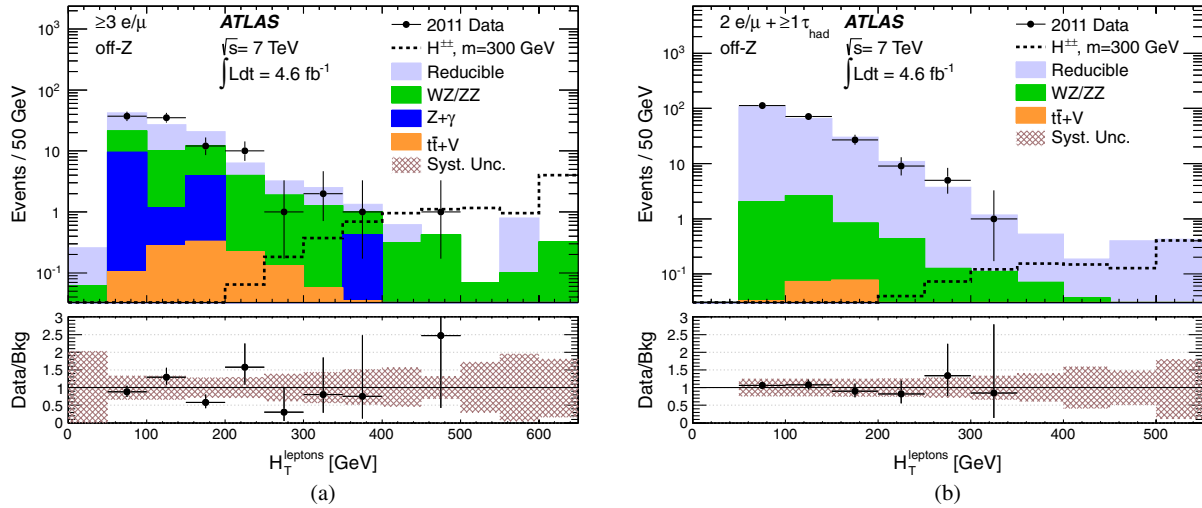 ≥3 e/μ
ATLAS
off-Z
√s= 7 TeV
∫Ldt = 4.6 fb⁻¹
2011 Data
H±±, m=300 GeV
Reducible
WZ/ZZ
Z+γ
tt̄+V
Syst. Unc.
Events / 50 GeV
10³
10²
10
1
10⁻¹
Data/Bkg
3
2.5
2
1.5
1
0.5
0
0 100 200 300 400 500 600
H_T^leptons [GeV]
(a)
2 e/μ + ≥1τ_had
ATLAS
off-Z
√s= 7 TeV
∫Ldt = 4.6 fb⁻¹
2011 Data
H±±, m=300 GeV
Reducible
WZ/ZZ
tt̄+V
Syst. Unc.
Events / 50 GeV
10³
10²
10
1
10⁻¹
Data/Bkg
3
2.5
2
1.5
1
0.5
0
0 100 200 300 400 500
H_T^leptons [GeV]
(b)